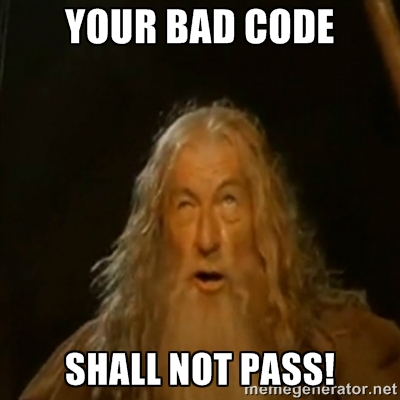 YOUR BAD CODE
SHALL NOT PASS!
memegenerator.net